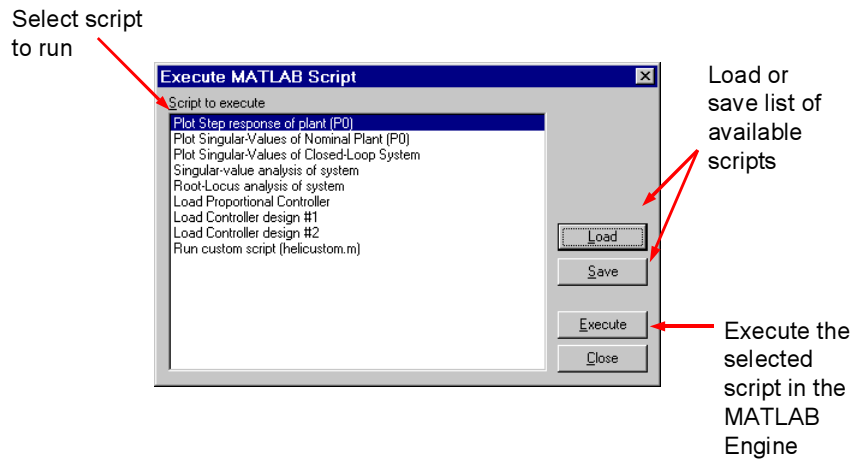 Select script
to run
Execute MATLAB Script
Script to execute
Plot Step response of plant (P0)
Plot Singular-Values of Nominal Plant (P0)
Plot Singular-Values of Closed-Loop System
Singular-value analysis of system
Root-Locus analysis of system
Load Proportional Controller
Load Controller design #1
Load Controller design #2
Run custom script (helicustom.m)
Load
Save
Execute
Close
Load or
save list of
available
scripts
Execute the
selected
script in the
MATLAB
Engine